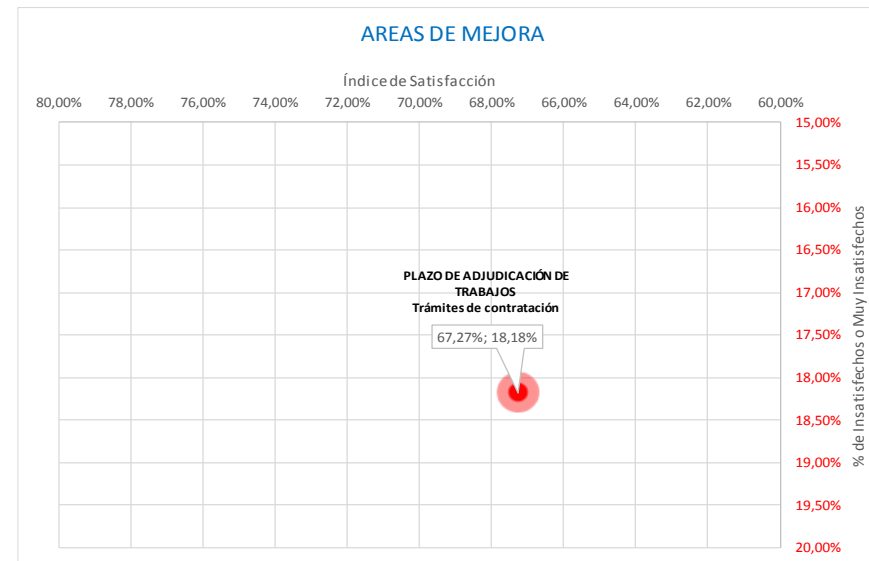 AREAS DE MEJORA
Índice de Satisfacción
80,00% 78,00% 76,00% 74,00% 72,00% 70,00% 68,00% 66,00% 64,00% 62,00% 60,00%
15,00%
15,50%
16,00%
16,50%
17,00%
17,50%
18,00%
18,50%
19,00%
19,50%
20,00%
% de Insatisfechos o Muy Insatisfechos
PLAZO DE ADJUDICACIÓN DE
TRABAJOS
Trámites de contratación
67,27%; 18,18%